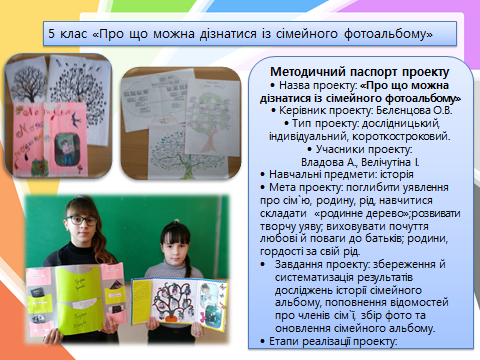 5 клас «Про що можна дізнатися із сімейного фотоальбому»
Методичний паспорт проекту
• Назва проекту: «Про що можна
дізнатися із сімейного фотоальбому»
• Керівник проекту: Бєлєнцова О.В.
• Тип проекту: дослідницький,
індивідуальний, короткостроковий.
• Учасники проекту:
Владова А., Велічутіна І.
• Навчальні предмети: історія
• Мета проекту: поглибити уявлення
про сім`ю, родину, рід, навчитися
складати «родинне дерево»;розвивати
творчу уяву; виховувати почуття
любові й поваги до батьків; родини,
гордості за свій рід.
• Завдання проекту: збереження й
систематизація результатів
досліджень історії сімейного
альбому, поповнення відомостей
про членів сім`ї, збір фото та
оновлення сімейного альбому.
• Етапи реалізації проекту: